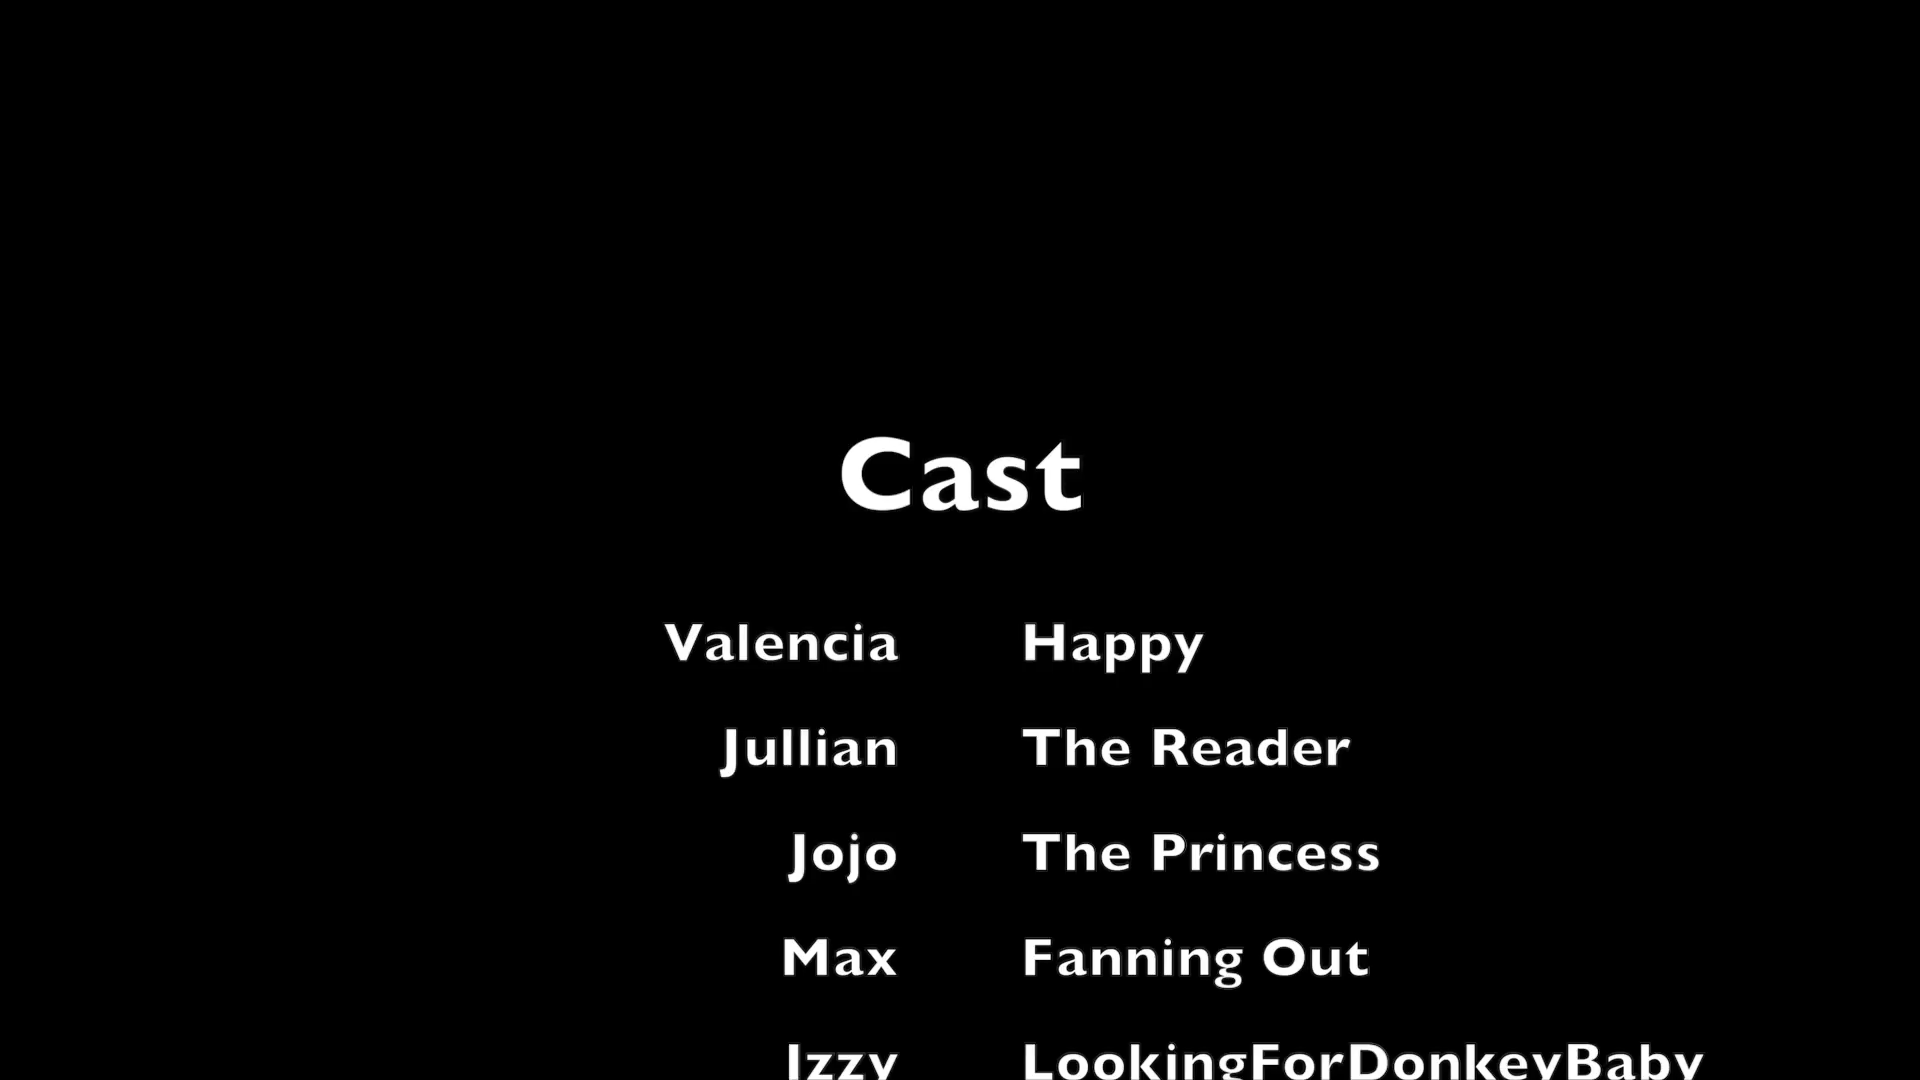 Cast
Valencia Happy
Jullian The Reader
Jojo The Princess
Max Fanning Out
Izzy LookingForDonkeyBaby